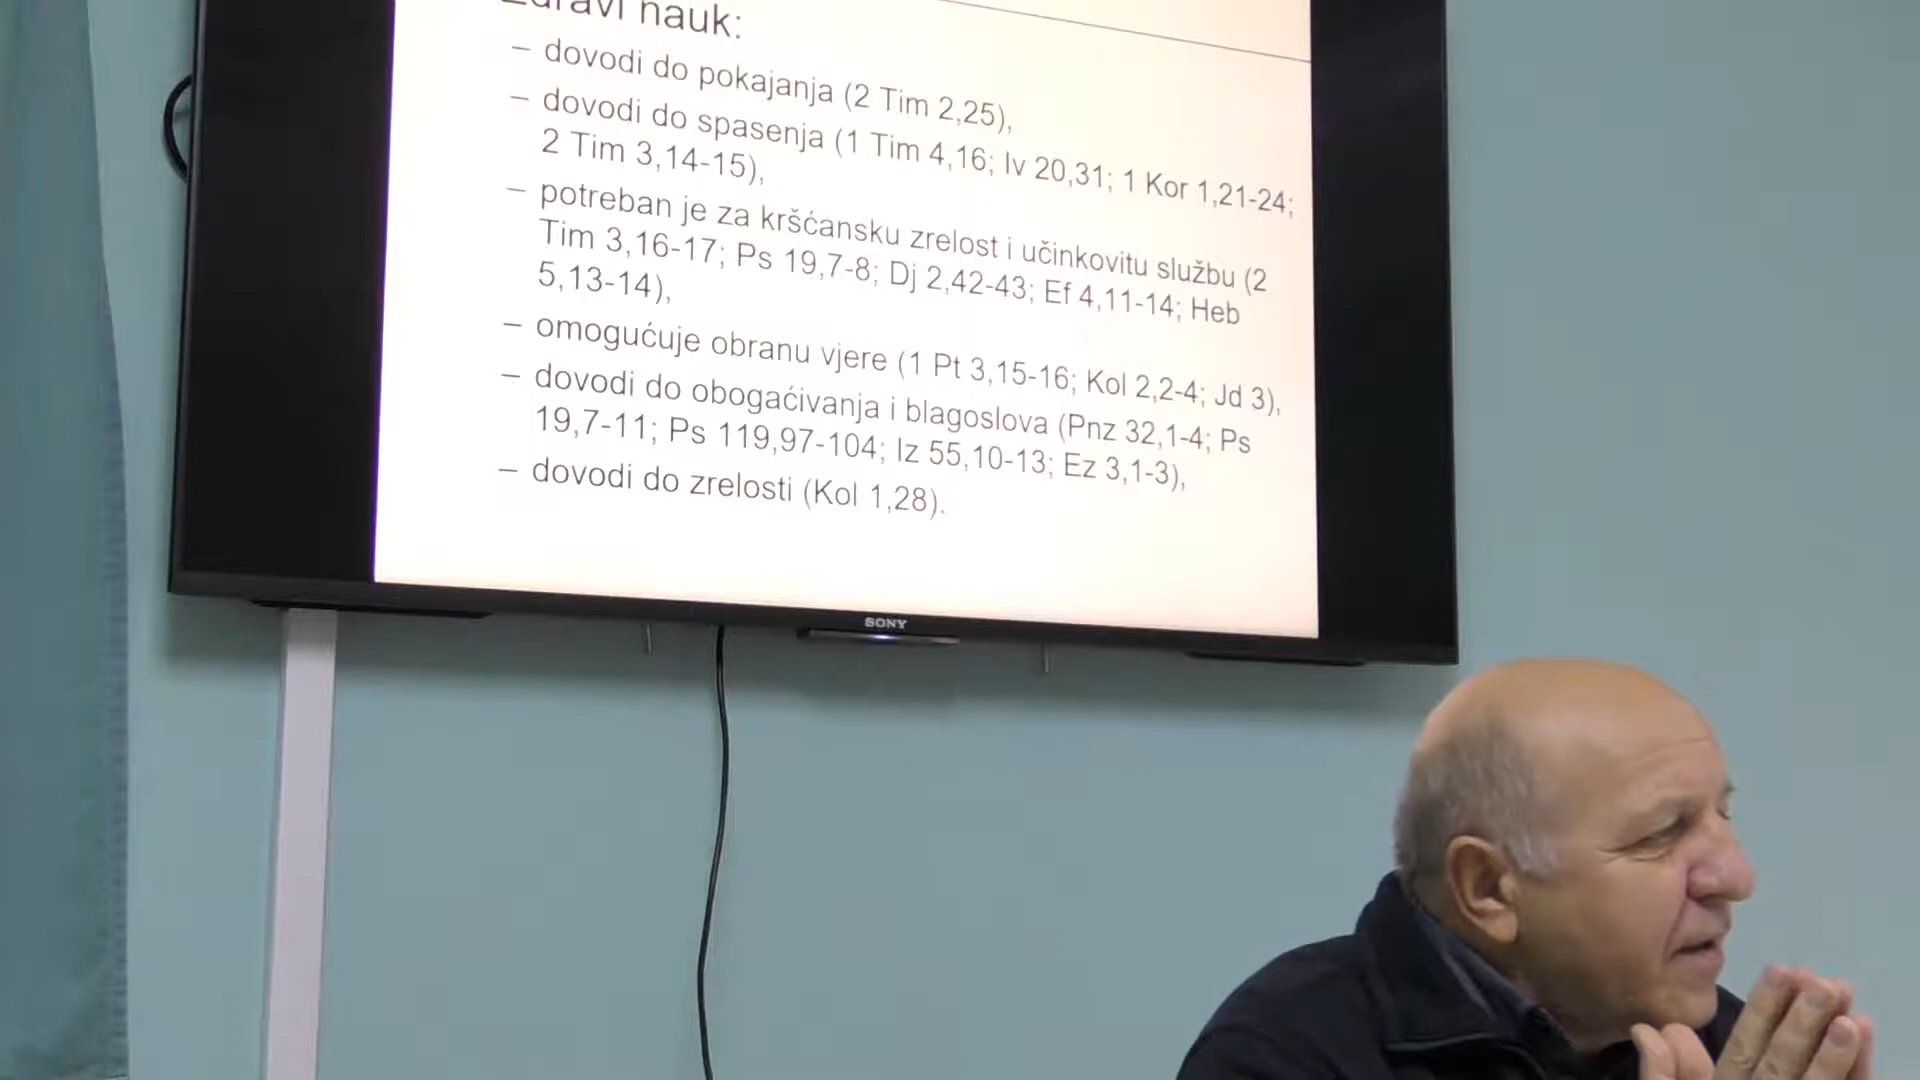 Zdravi nauk:
– dovodi do pokajanja (2 Tim 2,25),
– dovodi do spasenja (1 Tim 4,16; Iv 20,31; 1 Kor 1,21-24;
2 Tim 3,14-15),
– potreban je za kršćansku zrelost i učinkovitu službu (2
Tim 3,16-17; Ps 19,7-8; Dj 2,42-43; Ef 4,11-14; Heb
5,13-14),
– omogućuje obranu vjere (1 Pt 3,15-16; Kol 2,2-4; Jd 3),
– dovodi do obogaćivanja i blagoslova (Pnz 32,1-4; Ps
19,7-11; Ps 119,97-104; Iz 55,10-13; Ez 3,1-3),
– dovodi do zrelosti (Kol 1,28).
SONY